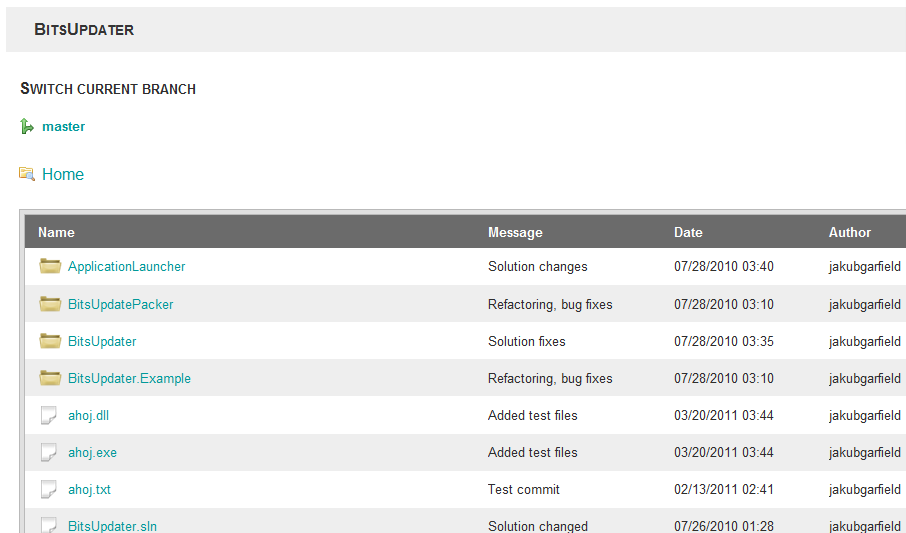 BITSUPDATER
SWITCH CURRENT BRANCH
master
Home
Name Message Date Author
ApplicationLauncher Solution changes 07/28/2010 03:40 jakubgarfield
BitsUpdatePacker Refactoring, bug fixes 07/28/2010 03:10 jakubgarfield
BitsUpdater Solution fixes 07/28/2010 03:35 jakubgarfield
BitsUpdater.Example Refactoring, bug fixes 07/28/2010 03:10 jakubgarfield
ahoj.dll Added test files 03/20/2011 03:44 jakubgarfield
ahoj.exe Added test files 03/20/2011 03:44 jakubgarfield
ahoj.txt Test commit 02/13/2011 02:41 jakubgarfield
BitsUpdater.sln Solution changed 07/26/2010 01:28 jakubgarfield